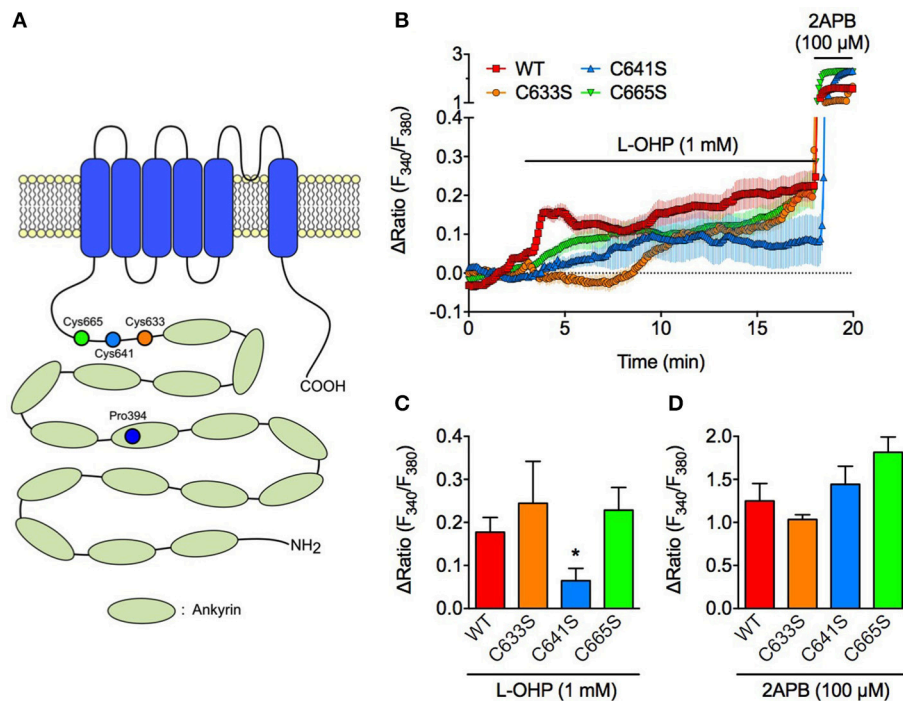 A
Cys665
Cys633
Cys641
COOH
Pro394
NH2
: Ankyrin
B
2APB
(100 μM)
WT
C641S
C633S
C665S
L-OHP (1 mM)
ΔRatio (F340/F380)
3
2
1
0.4
0.3
0.2
0.1
0.0
-0.1
0
5
10
15
20
Time (min)
C
ΔRatio (F340/F380)
0.4
0.3
0.2
0.1
0.0
*
WT
C633S
C641S
C665S
L-OHP (1 mM)
D
ΔRatio (F340/F380)
2.0
1.5
1.0
0.5
0.0
WT
C633S
C641S
C665S
2APB (100 μM)